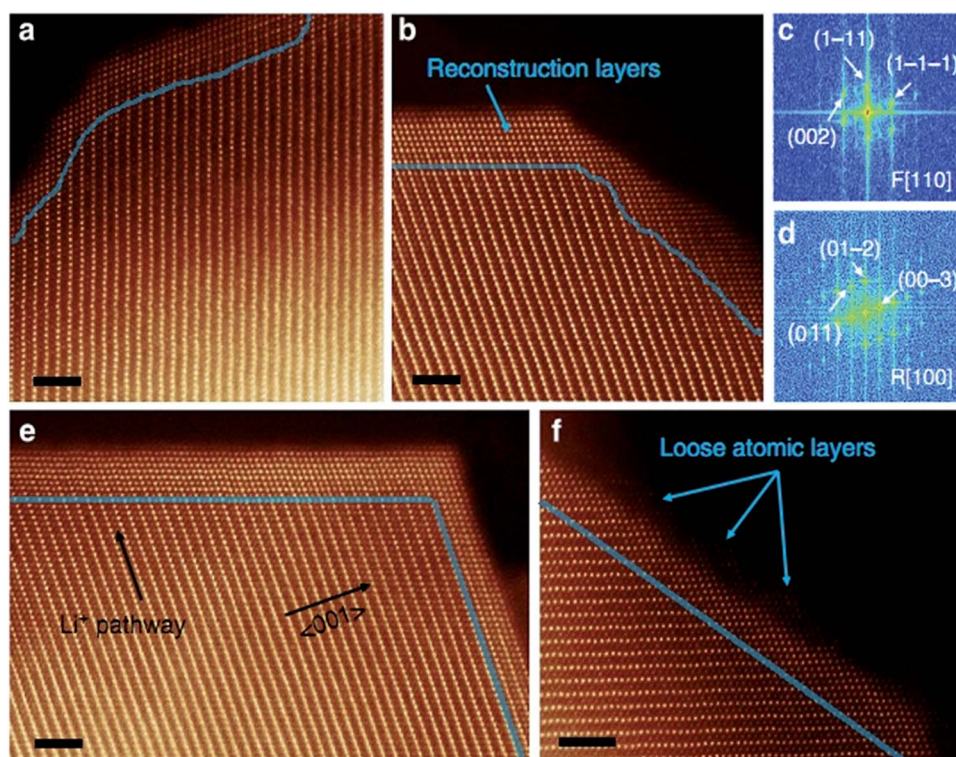 a
b
Reconstruction layers
c
(1–11)
(1–1–1)
(002)
F[110]
d
(01–2)
(00–3)
(011)
R[100]
e
Li+ pathway
<001>
f
Loose atomic layers